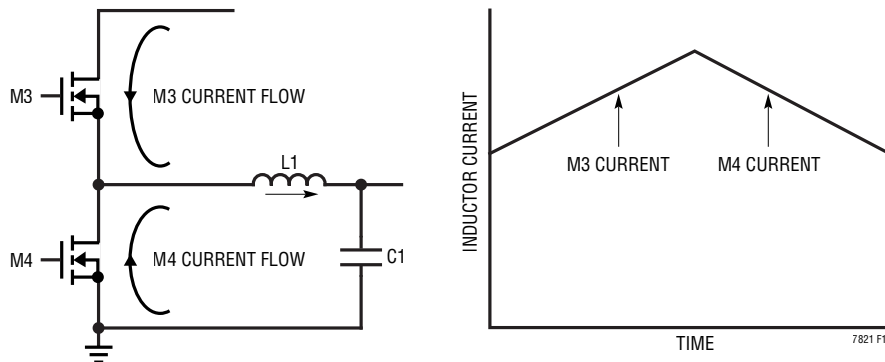 M3
M3 CURRENT FLOW
L1
M4
M4 CURRENT FLOW
C1
INDUCTOR CURRENT
M3 CURRENT
M4 CURRENT
TIME
7821 F1